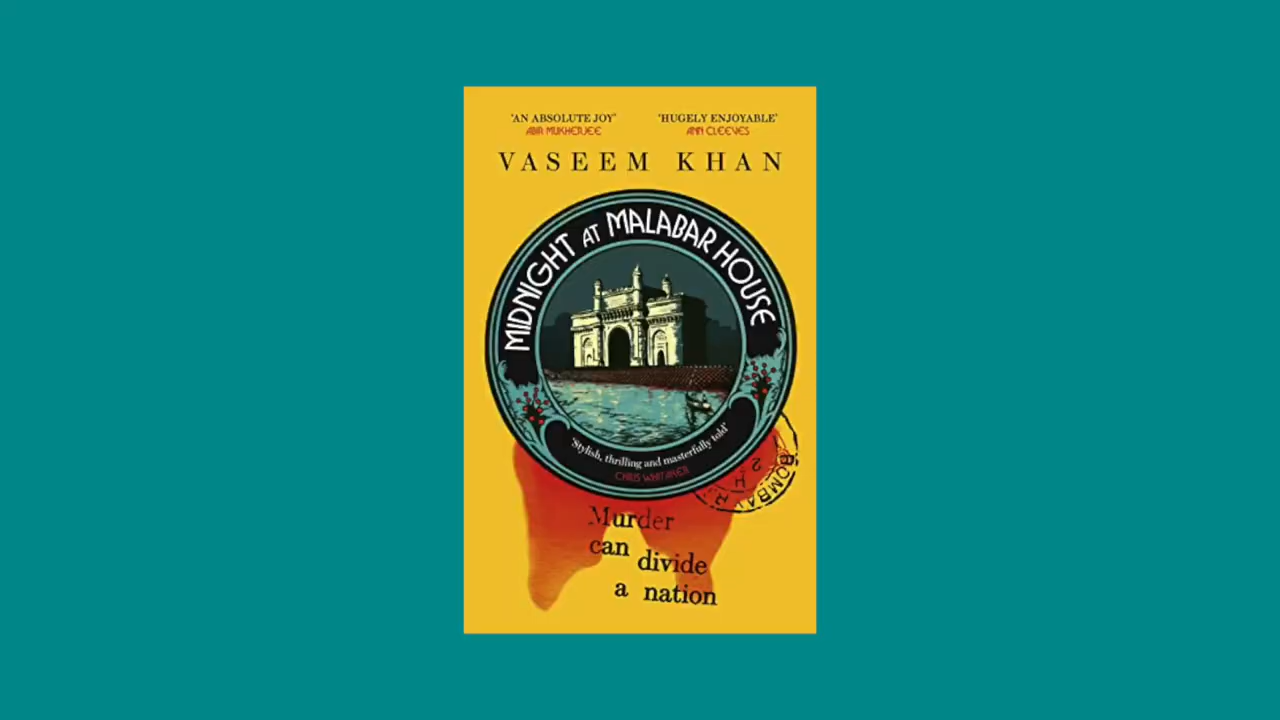 'AN ABSOLUTE JOY'
ABIR MUKHERJEE
'HUGELY ENJOYABLE'
ANN CLEEVES
VASEEM KHAN
MIDNIGHT AT MALABAR HOUSE
'Stylish, thrilling and masterfully told'
CHRIS WHITAKER
BOMBAY
Murder
can divide
a nation